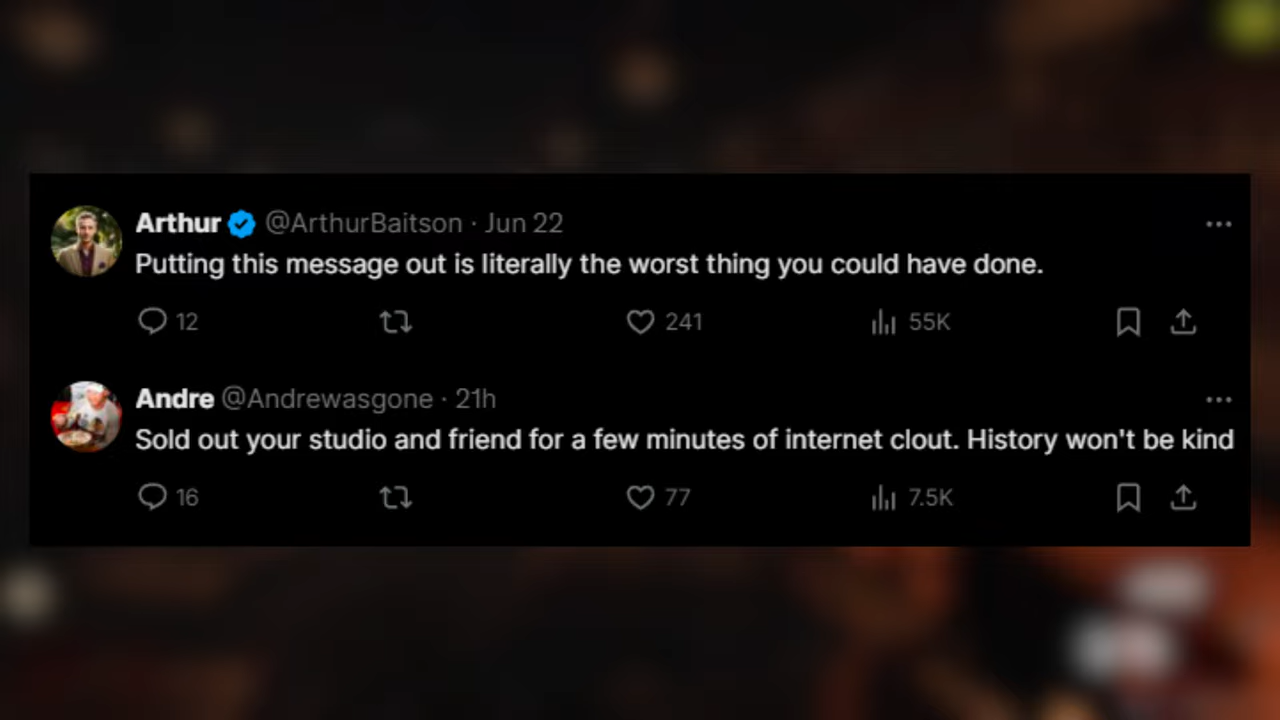 Arthur @ArthurBaitson · Jun 22
Putting this message out is literally the worst thing you could have done.
12 241 55K
Andre @Andrewasgone · 21h
Sold out your studio and friend for a few minutes of internet clout. History won't be kind
16 77 7.5K